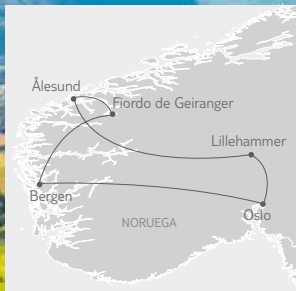 Ålesund
Fiordo de Geiranger
Lillehammer
Bergen
Oslo
NORUEGA